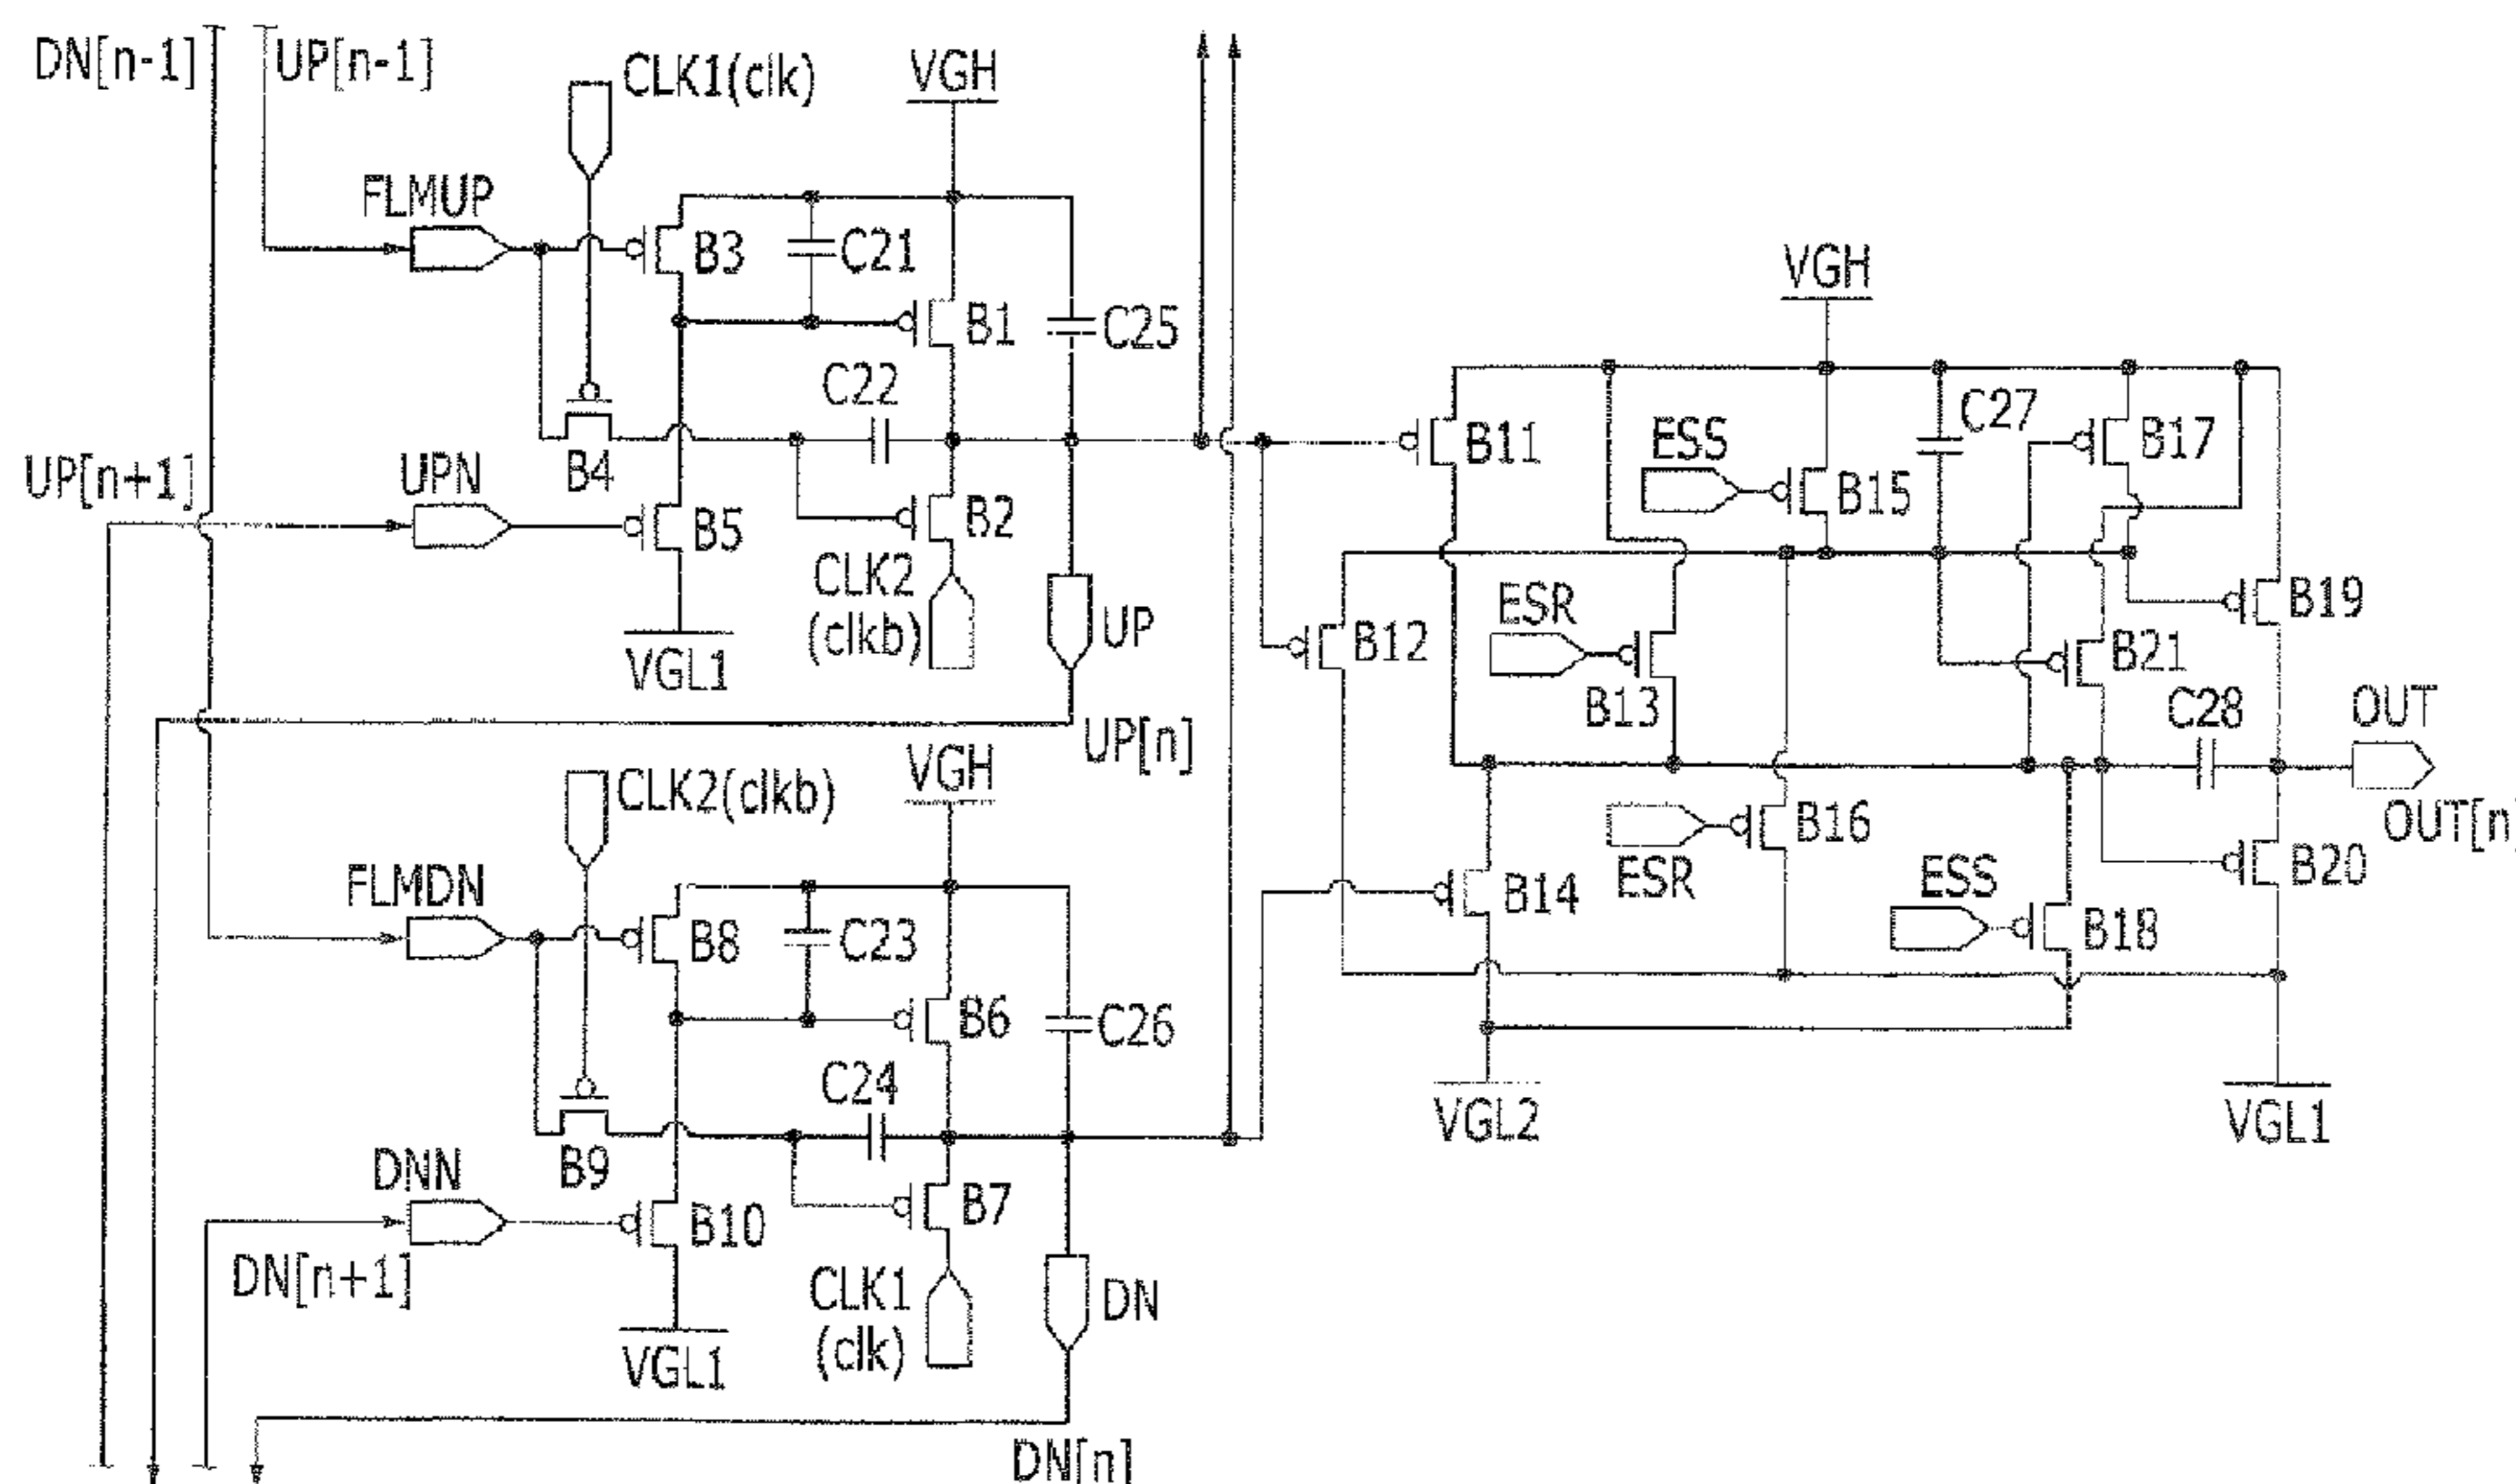 DN[n-1]
UP[n-1]
CLK1(clk)
VGH
FLMUP
B3
C21
B1
C25
C22
B4
UP[n+1]
UPN
B5
B2
CLK2
(clkb)
UP
VGL1
UP[n]
VGH
B11
ESS
B15
C27
B17
B12
ESR
B13
B19
B21
C28
OUT
OUT[n]
B16
ESR
ESS
B14
B18
B20
VGL2
VGL1
CLK2(clkb)
VGH
FLMDN
B8
C23
B6
C26
C24
B9
DNN
DN[n+1]
B10
B7
CLK1
(clk)
DN
VGL1
DN[n]